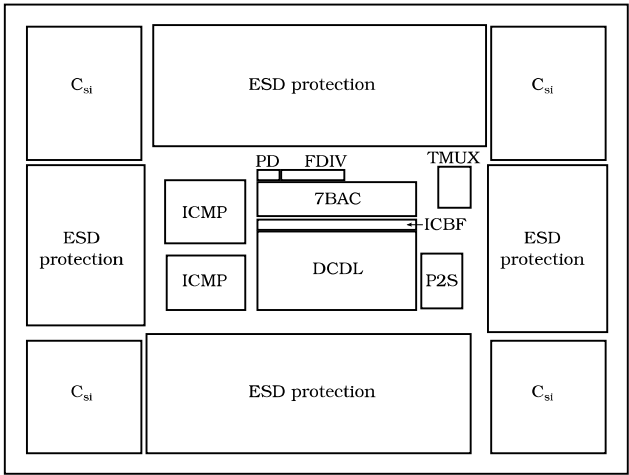 C_si ESD protection C_si
PD FDIV TMUX
7BAC
ICMP
ICBF
ESD
protection
ESD
protection
DCDL
ICMP
P2S
C_si ESD protection C_si